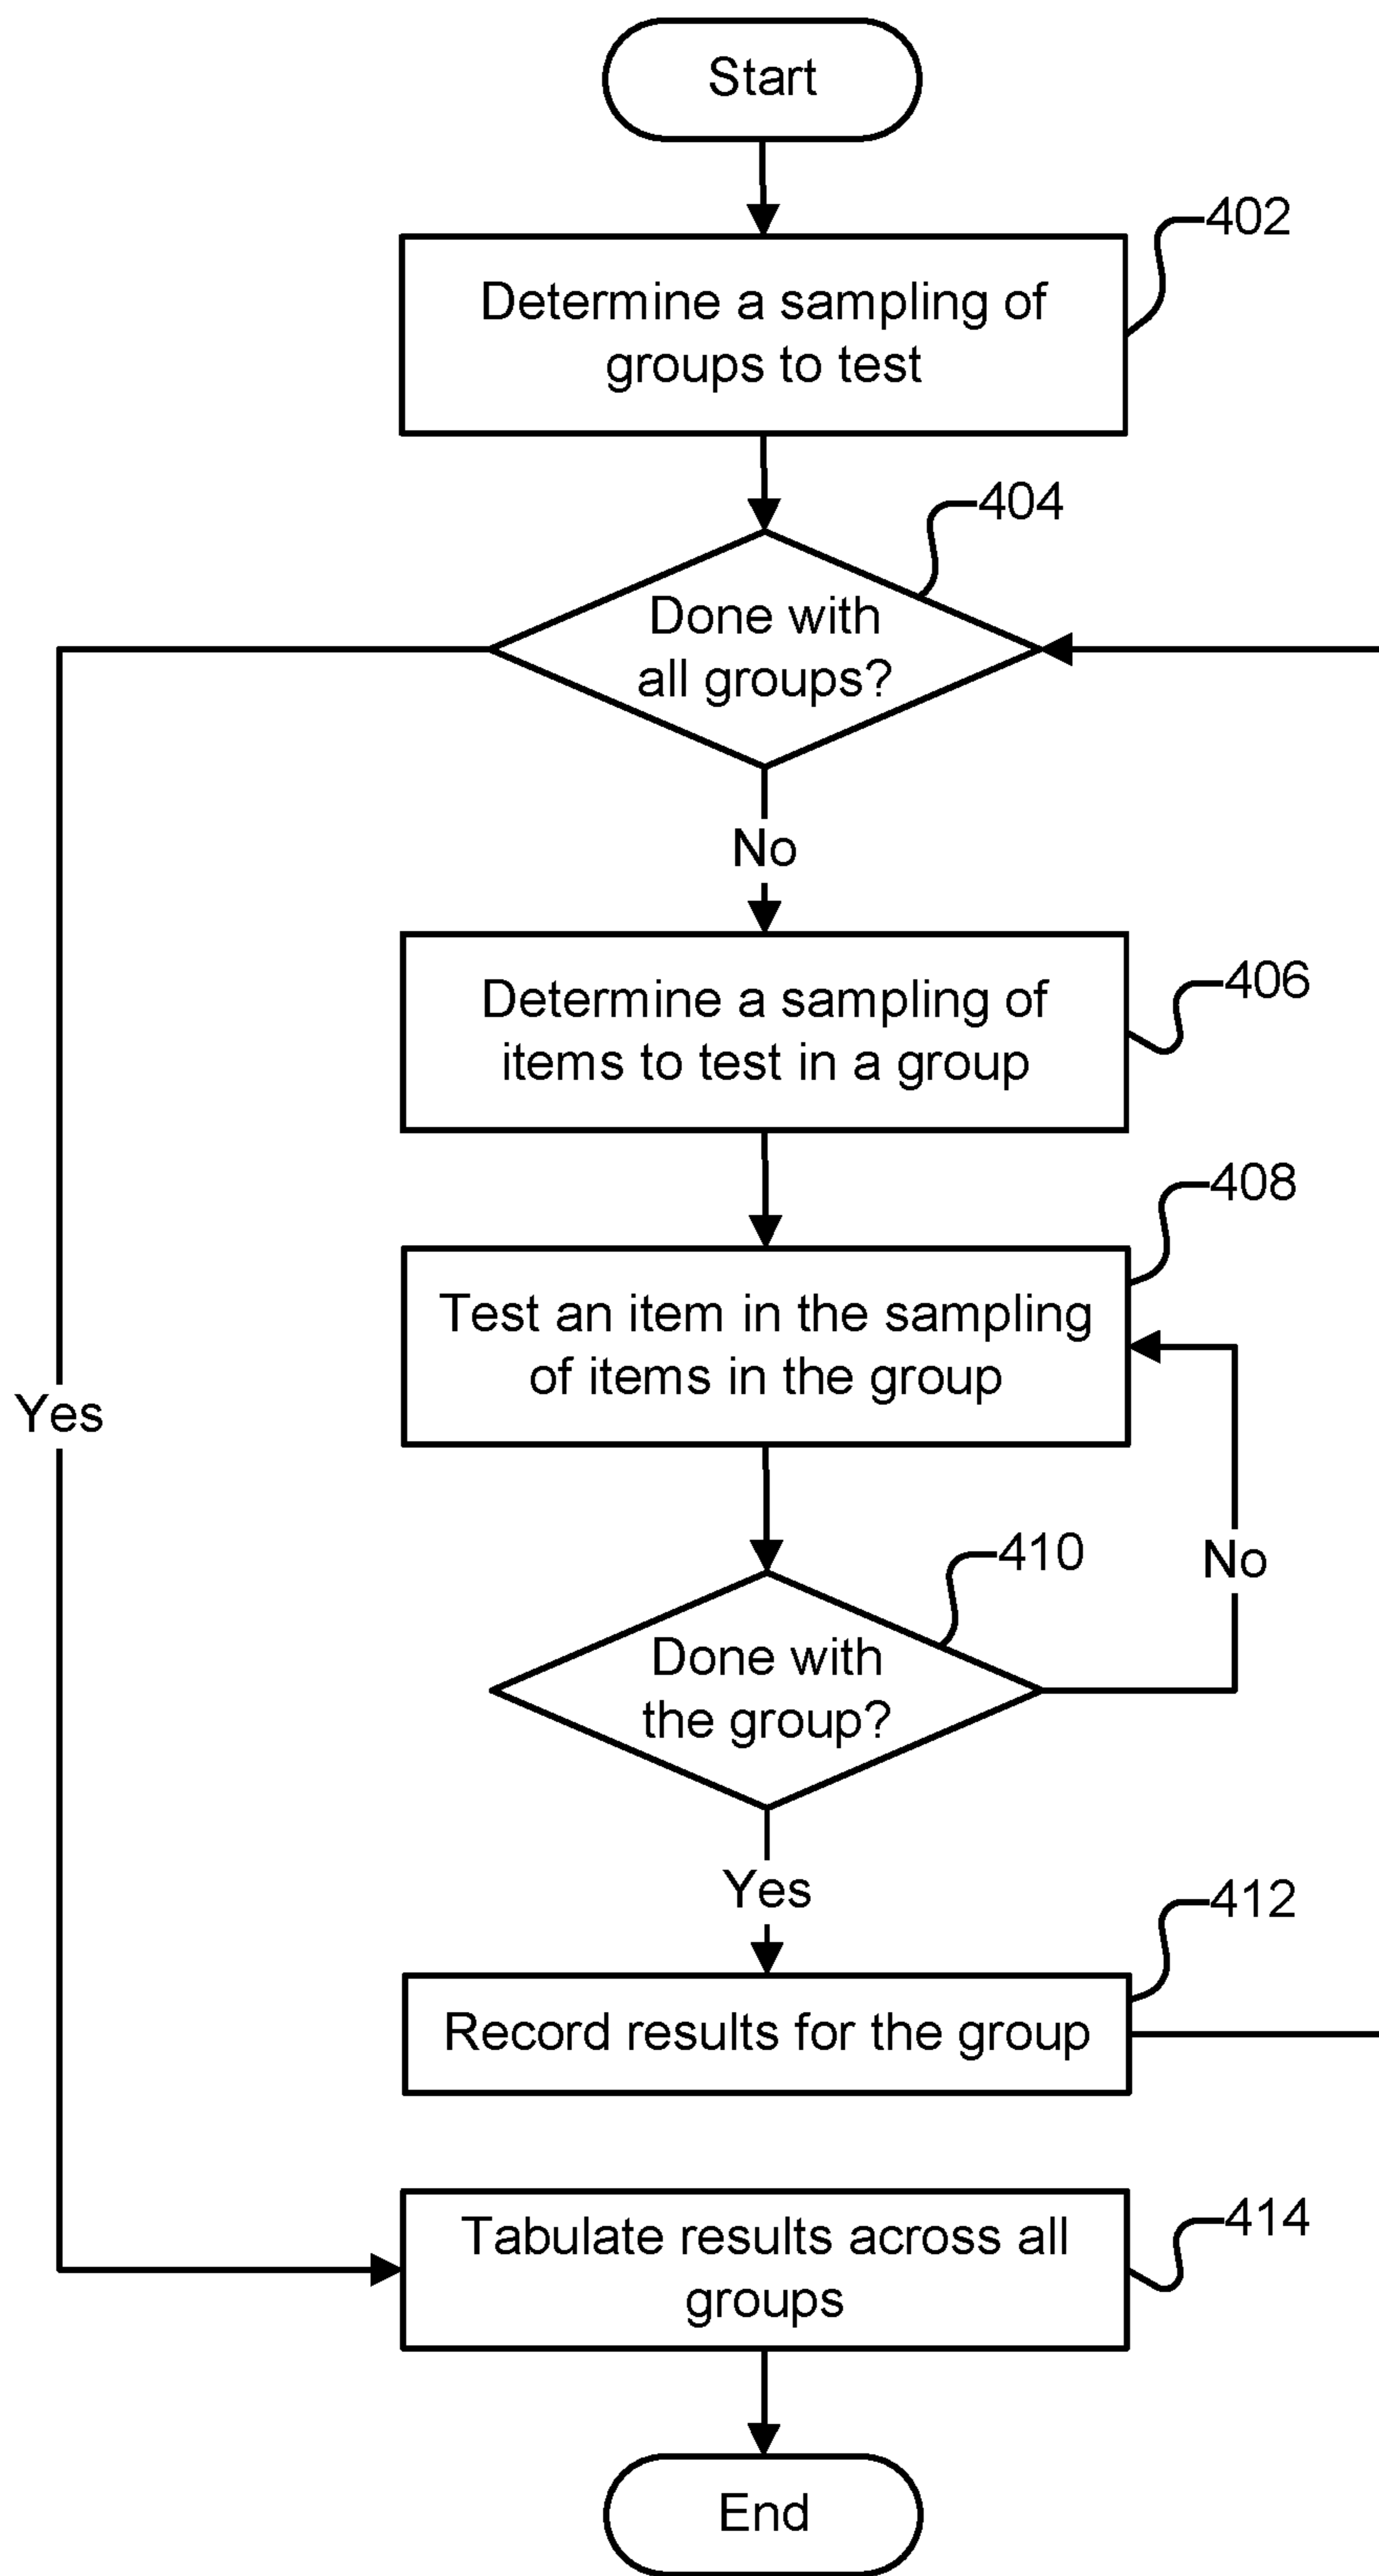 Start
402
Determine a sampling of
groups to test
404
Done with
all groups?
No
406
Determine a sampling of
items to test in a group
408
Test an item in the sampling
of items in the group
Yes
410
No
Done with
the group?
Yes
412
Record results for the group
414
Tabulate results across all
groups
End